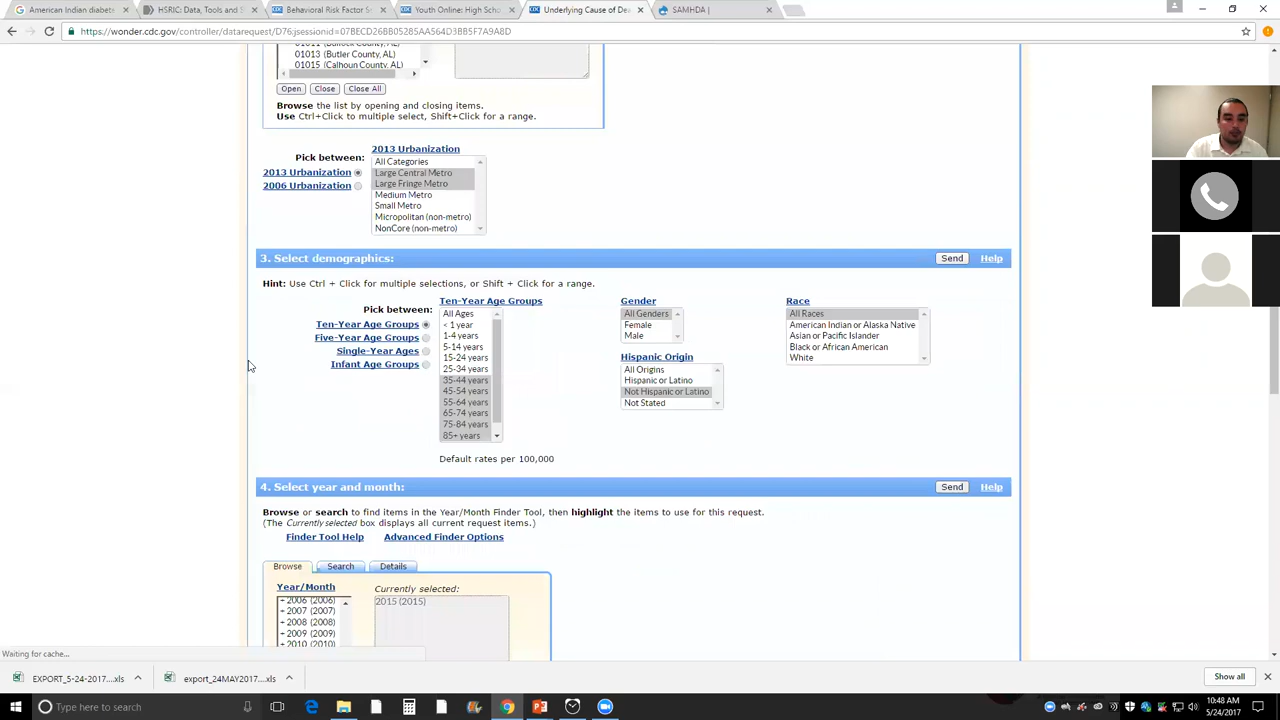 American Indian diabete
HSRIC: Data, Tools and S
Behavioral Risk Factor Se
Youth Online: High Scho
Underlying Cause of Dea
SAMHDA |
https://wonder.cdc.gov/controller/datarequest/D76;jsessionid=07BECD26BB05285AA564D3BB5F7A9A8D
01013 (Butler County, AL)
01015 (Calhoun County, AL)
Open Close Close All
Browse the list by opening and closing items.
Use Ctrl+Click to multiple select, Shift+Click for a range.
2013 Urbanization
Pick between:
2013 Urbanization
2006 Urbanization
All Categories
Large Central Metro
Large Fringe Metro
Medium Metro
Small Metro
Micropolitan (non-metro)
NonCore (non-metro)
3. Select demographics: Send Help
Hint: Use Ctrl + Click for multiple selections, or Shift + Click for a range.
Pick between:
Ten-Year Age Groups
Five-Year Age Groups
Single-Year Ages
Infant Age Groups
Ten-Year Age Groups
All Ages
< 1 year
1-4 years
5-14 years
15-24 years
25-34 years
35-44 years
45-54 years
55-64 years
65-74 years
75-84 years
85+ years
Default rates per 100,000
Gender
All Genders
Female
Male
Hispanic Origin
All Origins
Hispanic or Latino
Not Hispanic or Latino
Not Stated
Race
All Races
American Indian or Alaska Native
Asian or Pacific Islander
Black or African American
White
4. Select year and month: Send Help
Browse or search to find items in the Year/Month Finder Tool, then highlight the items to use for this request.
(The Currently selected box displays all current request items.)
Finder Tool Help Advanced Finder Options
Browse Search Details
Year/Month
+ 2006 (2006)
+ 2007 (2007)
+ 2008 (2008)
+ 2009 (2009)
+ 2010 (2010)
Currently selected:
2015 (2015)
Waiting for cache...
EXPORT_5-24-2017....xls
export_24MAY2017....xls
Show all
Type here to search
10:48 AM
5/24/2017